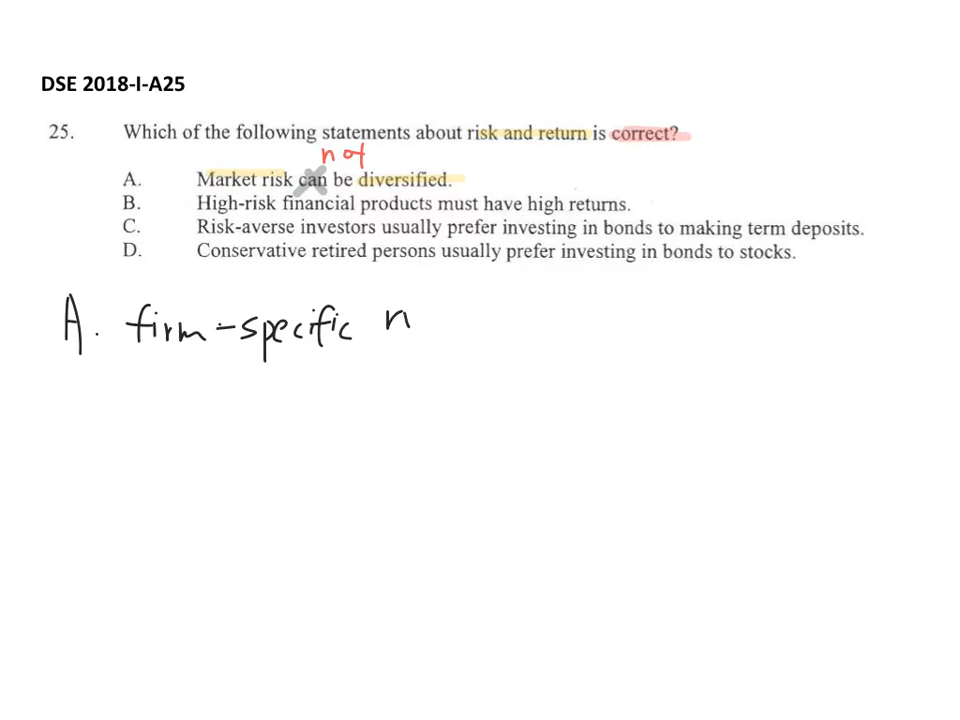 DSE 2018-I-A25
25. Which of the following statements about risk and return is correct?
not
A. Market risk can be diversified.
B. High-risk financial products must have high returns.
C. Risk-averse investors usually prefer investing in bonds to making term deposits.
D. Conservative retired persons usually prefer investing in bonds to stocks.
A. firm-specific n